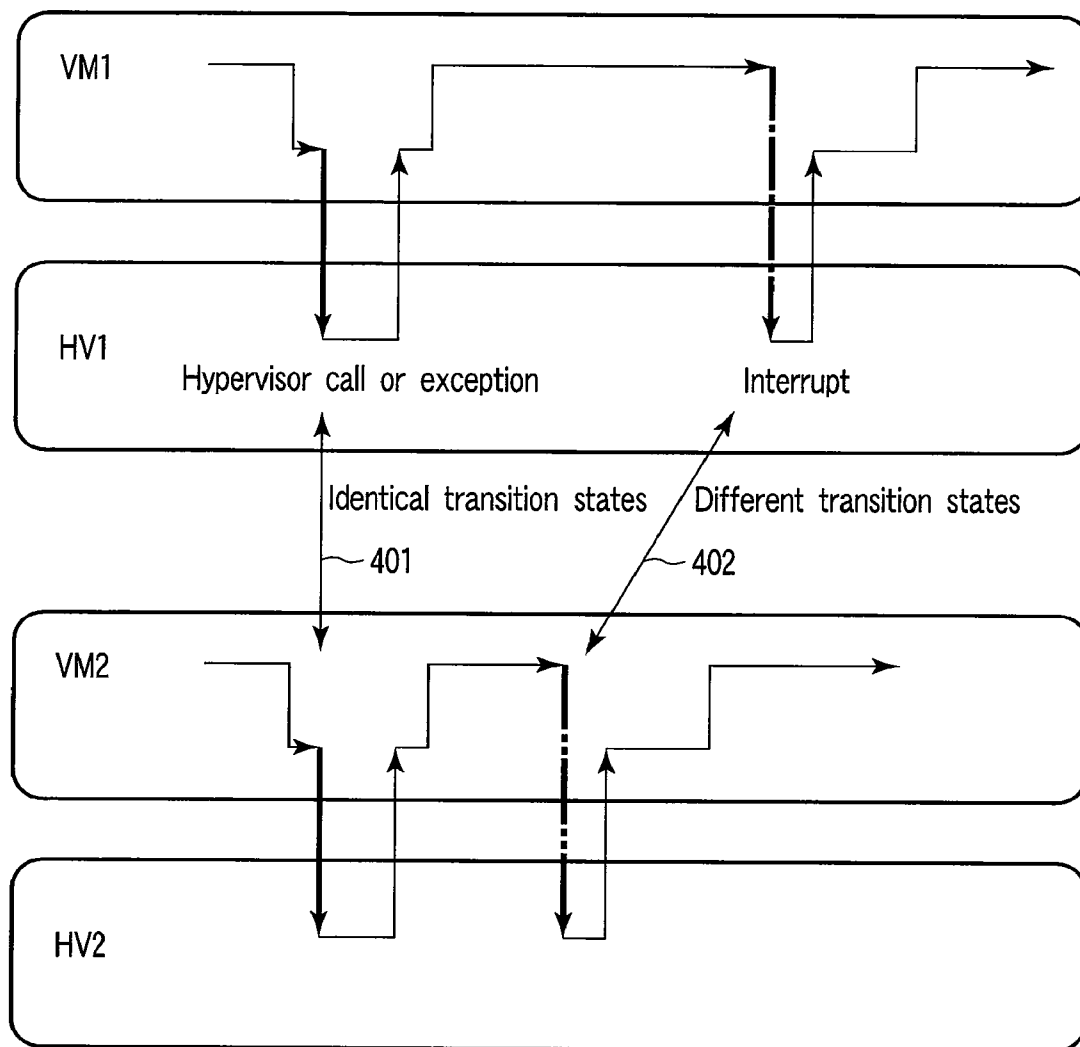 VM1
HV1
Hypervisor call or exception
Interrupt
Identical transition states
Different transition states
401
402
VM2
HV2